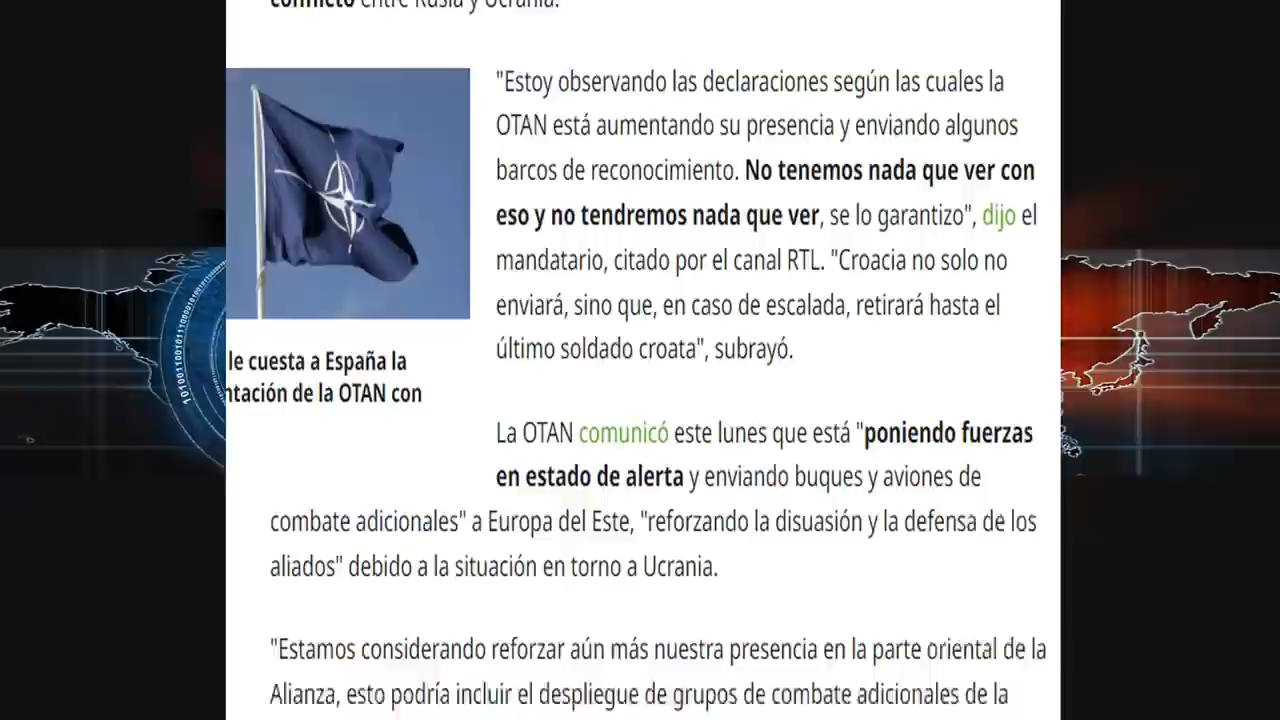 conflicto entre Rusia y Ucrania.
"Estoy observando las declaraciones según las cuales la
OTAN está aumentando su presencia y enviando algunos
barcos de reconocimiento. No tenemos nada que ver con
eso y no tendremos nada que ver, se lo garantizo", dijo el
mandatario, citado por el canal RTL. "Croacia no solo no
enviará, sino que, en caso de escalada, retirará hasta el
último soldado croata", subrayó.
le cuesta a España la
ntación de la OTAN con
La OTAN comunicó este lunes que está "poniendo fuerzas
en estado de alerta y enviando buques y aviones de
combate adicionales" a Europa del Este, "reforzando la disuasión y la defensa de los
aliados" debido a la situación en torno a Ucrania.
"Estamos considerando reforzar aún más nuestra presencia en la parte oriental de la
Alianza, esto podría incluir el despliegue de grupos de combate adicionales de la